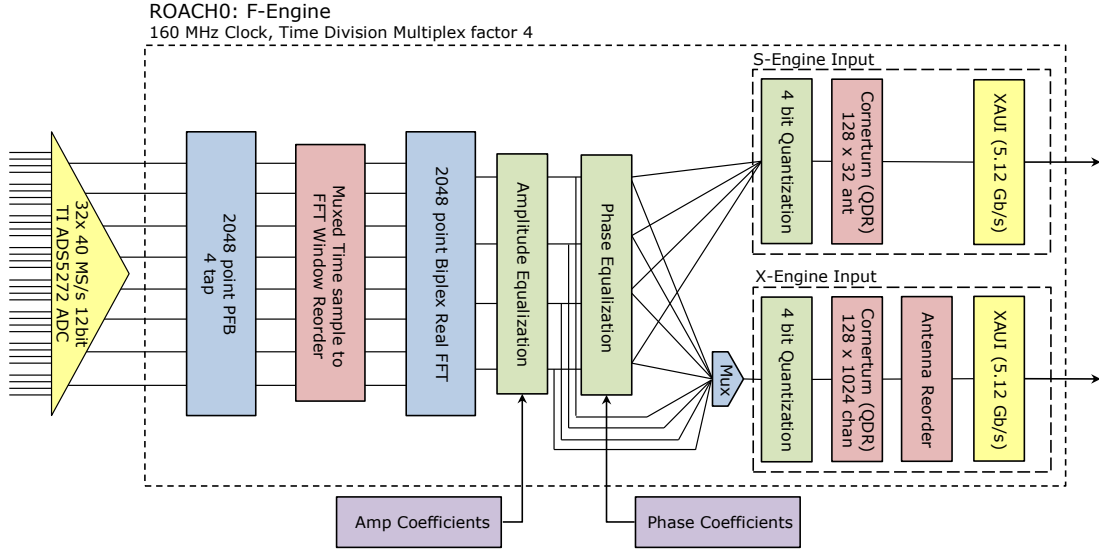 ROACH0: F-Engine
160 MHz Clock, Time Division Multiplex factor 4
32x 40 MS/s 12bit
TI ADS5272 ADC
2048 point PFB
4 tap
Muxed Time sample to
FFT Window Reorder
2048 point Biplex Real FFT
Amplitude Equalization
Phase Equalization
Mux
S-Engine Input
4 bit Quantization
Cornerturn (QDR)
128 x 32 ant
XAUI (5.12 Gb/s)
X-Engine Input
4 bit Quantization
Cornerturn (QDR)
128 x 1024 chan
Antenna Reorder
XAUI (5.12 Gb/s)
Amp Coefficients
Phase Coefficients